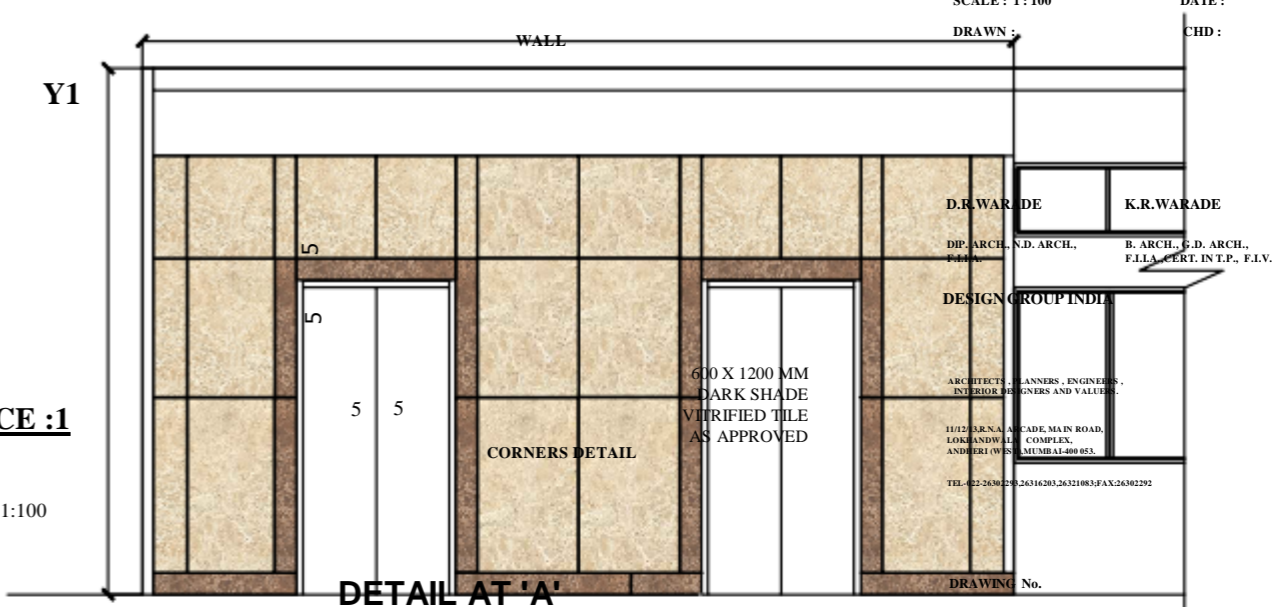 SCALE : 1 : 100
DATE :
DRAWN :
CHD :
WALL
Y1
D.R.WARADE
K.R.WARADE
DIP. ARCH., N.D. ARCH.,
F.I.I.A.
B. ARCH., G.D. ARCH.,
F.I.I.A.,CERT. IN T.P., F.I.V.
5
DESIGN GROUP INDIA
5
600 X 1200 MM
DARK SHADE
VITRIFIED TILE
AS APPROVED
ARCHITECTS , PLANNERS , ENGINEERS ,
INTERIOR DESIGNERS AND VALUERS.
5 5
CE :1
11/12/13,R.N.A. ARCADE, MAIN ROAD,
LOKHANDWALA COMPLEX,
ANDHERI (WEST),MUMBAI-400 053.
CORNERS DETAIL
TEL-022-26302293,26316203,26321083;FAX:26302292
1:100
DETAIL AT 'A'
DRAWING No.